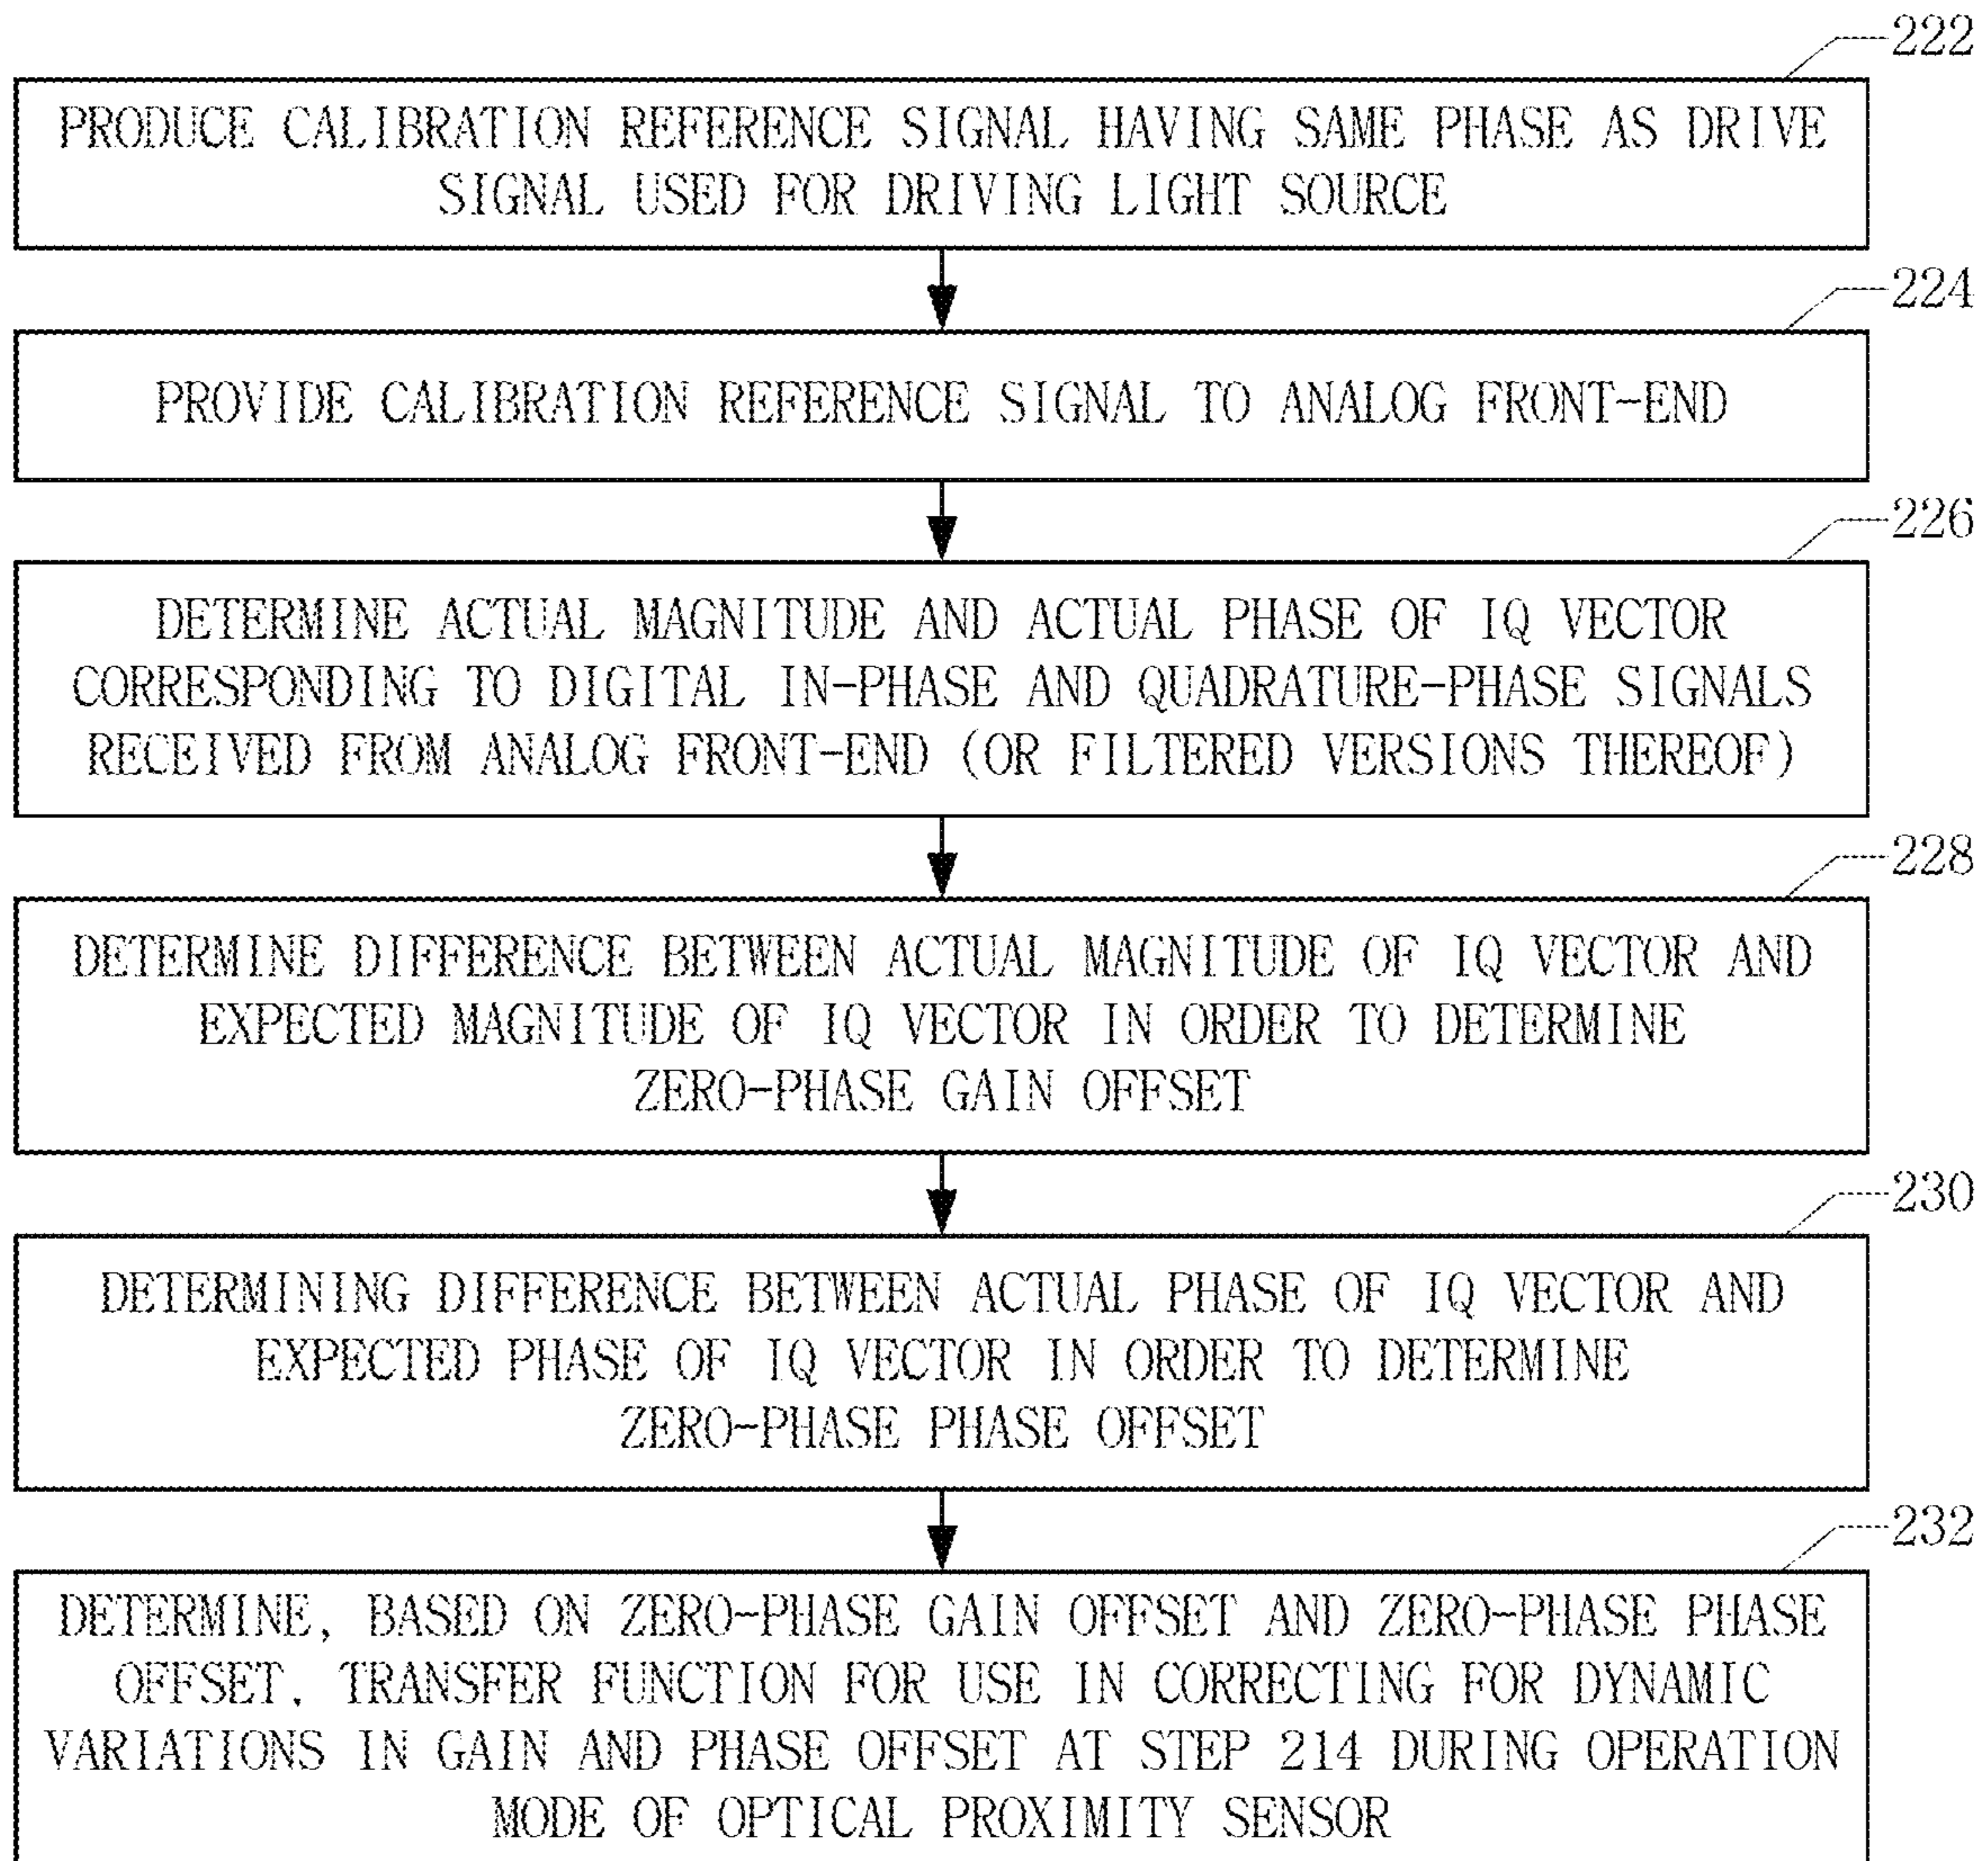 222
PRODUCE CALIBRATION REFERENCE SIGNAL HAVING SAME PHASE AS DRIVE
SIGNAL USED FOR DRIVING LIGHT SOURCE
224
PROVIDE CALIBRATION REFERENCE SIGNAL TO ANALOG FRONT-END
226
DETERMINE ACTUAL MAGNITUDE AND ACTUAL PHASE OF IQ VECTOR
CORRESPONDING TO DIGITAL IN-PHASE AND QUADRATURE-PHASE SIGNALS
RECEIVED FROM ANALOG FRONT-END (OR FILTERED VERSIONS THEREOF)
228
DETERMINE DIFFERENCE BETWEEN ACTUAL MAGNITUDE OF IQ VECTOR AND
EXPECTED MAGNITUDE OF IQ VECTOR IN ORDER TO DETERMINE
ZERO-PHASE GAIN OFFSET
230
DETERMINING DIFFERENCE BETWEEN ACTUAL PHASE OF IQ VECTOR AND
EXPECTED PHASE OF IQ VECTOR IN ORDER TO DETERMINE
ZERO-PHASE PHASE OFFSET
232
DETERMINE, BASED ON ZERO-PHASE GAIN OFFSET AND ZERO-PHASE PHASE
OFFSET, TRANSFER FUNCTION FOR USE IN CORRECTING FOR DYNAMIC
VARIATIONS IN GAIN AND PHASE OFFSET AT STEP 214 DURING OPERATION
MODE OF OPTICAL PROXIMITY SENSOR